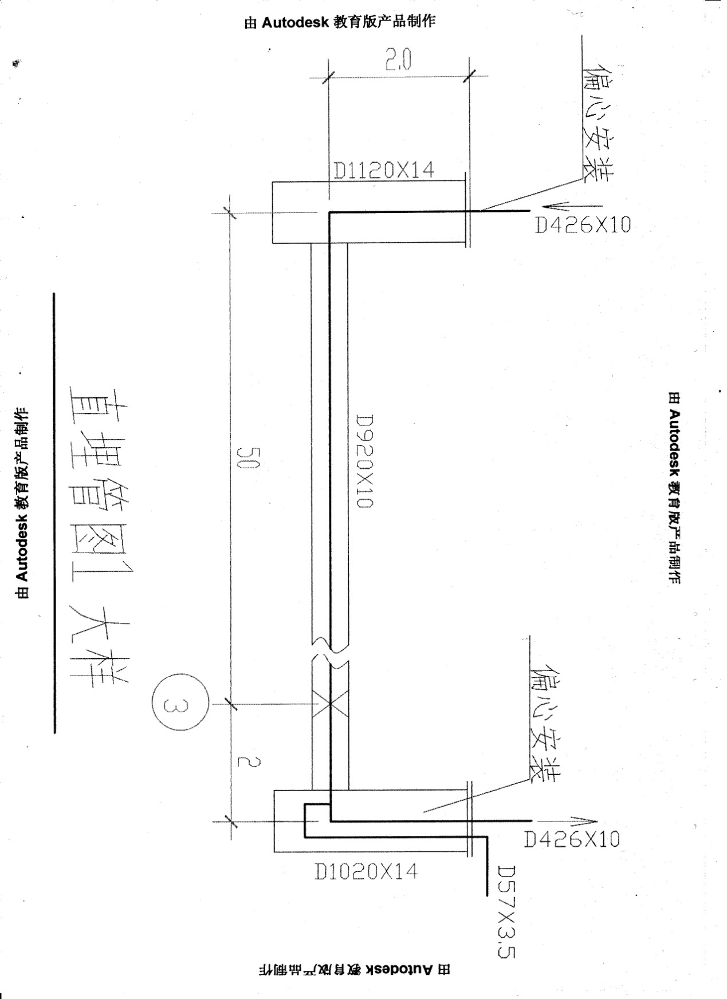 由 Autodesk 教育版产品制作
2.0
偏心安装
D1120X14
D426X10
D920X10
50
由 Autodesk 教育版产品制作
由 Autodesk 教育版产品制作
直埋管图1 大样
3
2
偏心安装
D426X10
D1020X14
D57X3.5
由 Autodesk 教育版产品制作